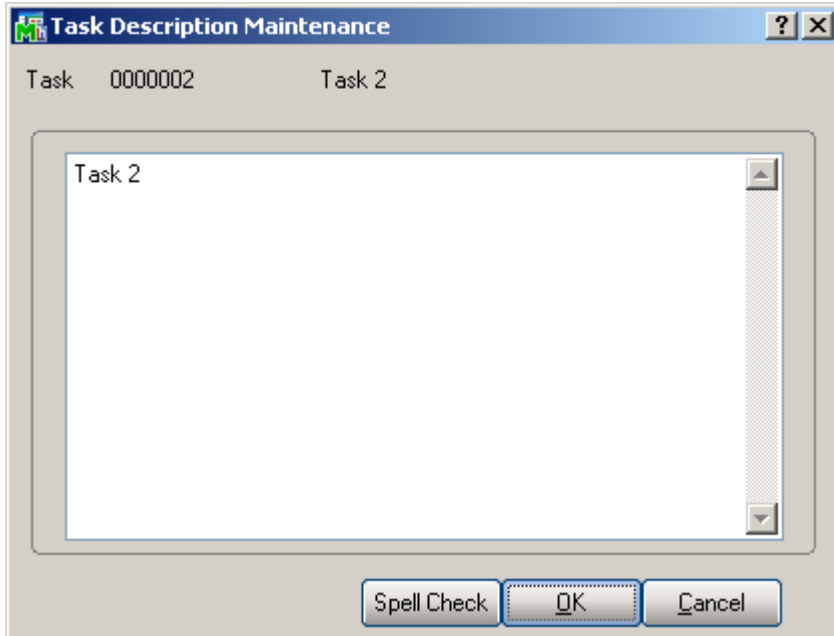 Task Description Maintenance
Task 0000002 Task 2
Task 2
Spell Check OK Cancel